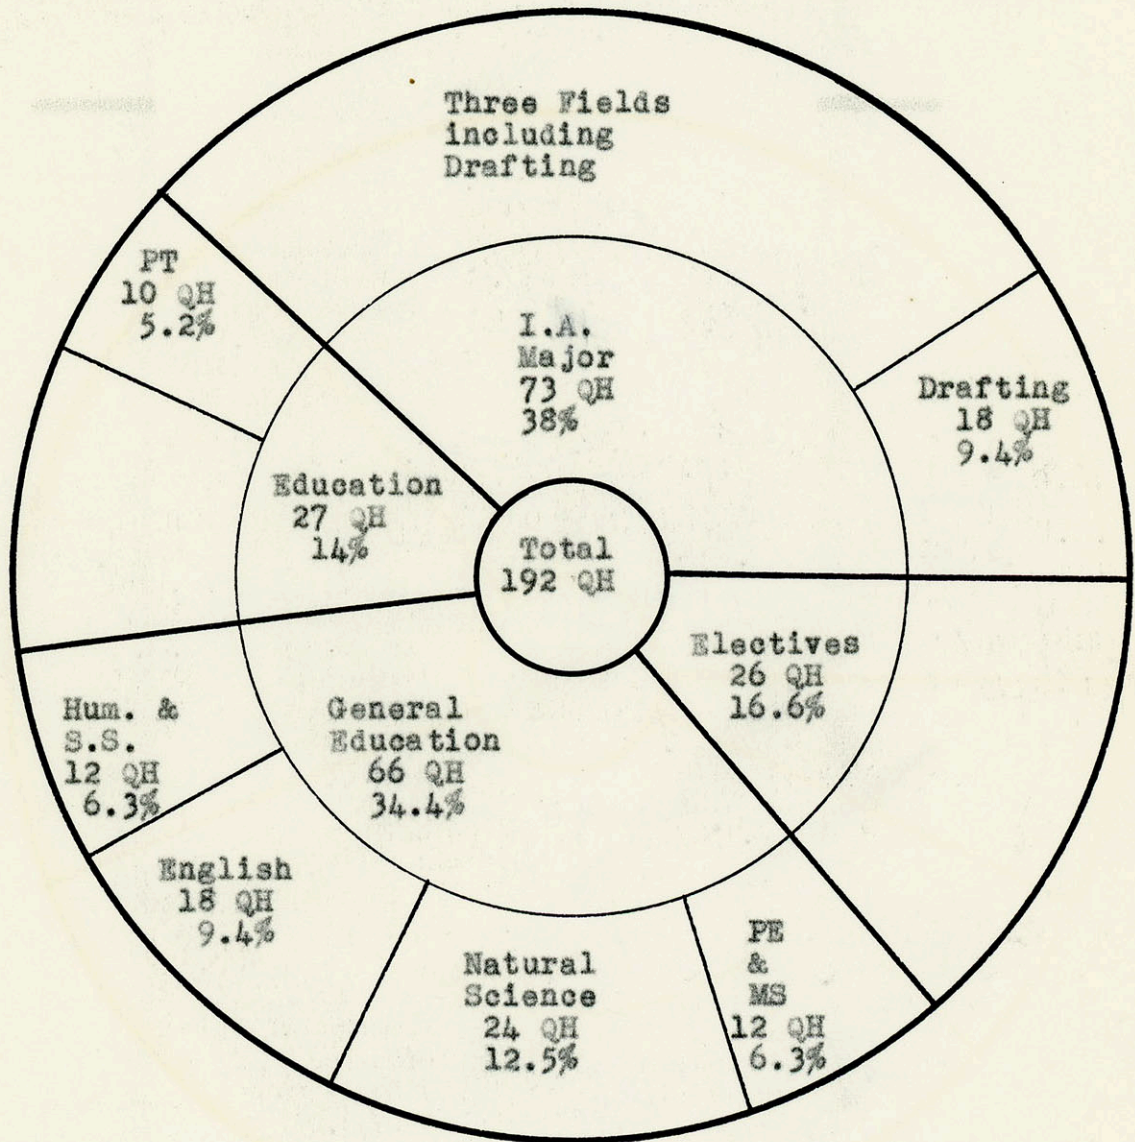 Three Fields
including
Drafting
PT
10 QH
5.2%
I.A.
Major
73 QH
38%
Drafting
18 QH
9.4%
Education
27 QH
14%
Total
192 QH
Electives
26 QH
16.6%
Hum. &
S.S.
12 QH
6.3%
General
Education
66 QH
34.4%
English
18 QH
9.4%
Natural
Science
24 QH
12.5%
PE
&
MS
12 QH
6.3%